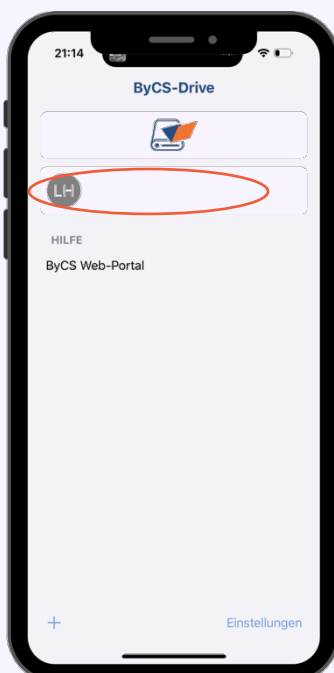 21:14
ByCS-Drive
LH
HILFE
ByCS Web-Portal
+
Einstellungen